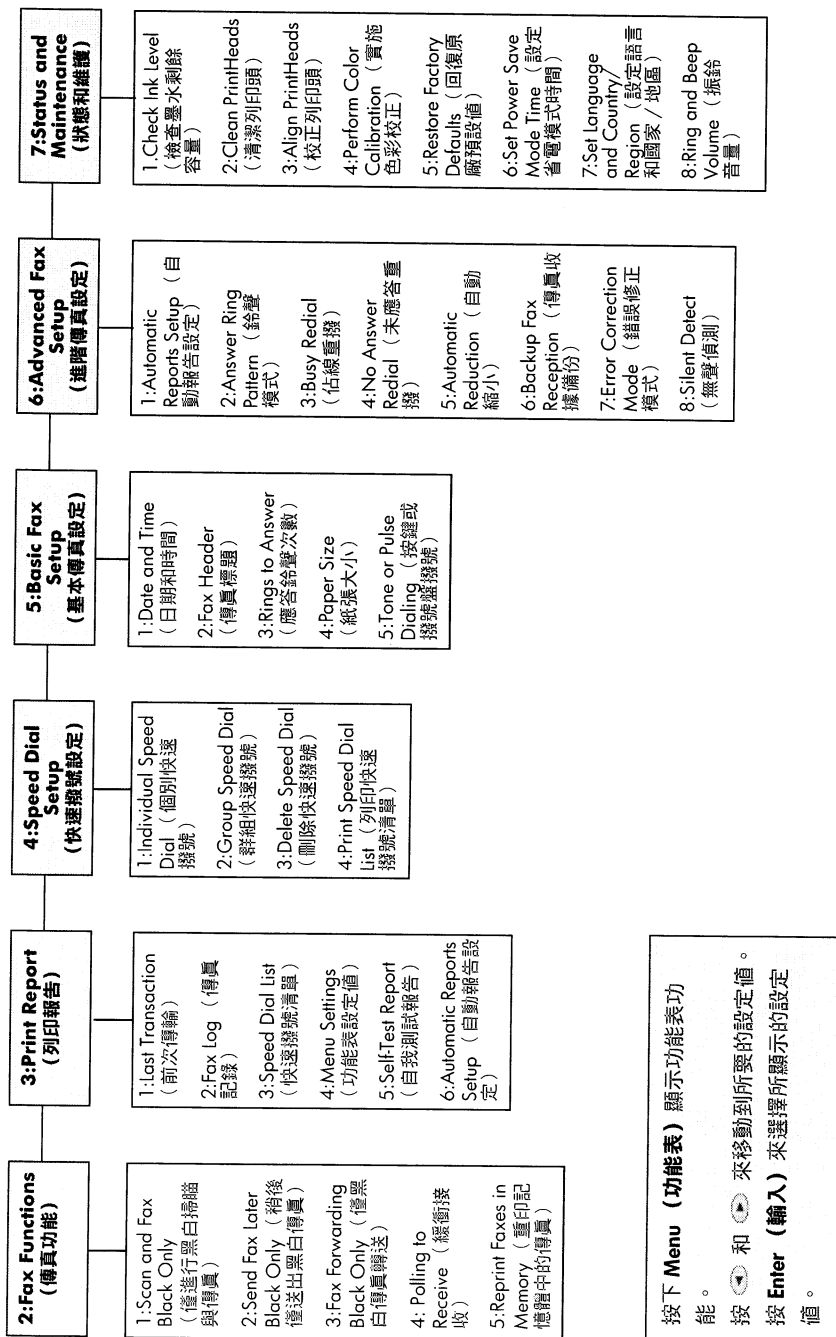 2:Fax Functions
(傳真功能)
1:Scan and Fax
Black Only
(僅進行黑白掃瞄
與傳真)
2:Send Fax Later
Black Only (稍後
僅送出黑白傳真)
3:Fax Forwarding
Black Only (僅黑
白傳真轉送)
4: Polling to
Receive (緩衝接
收)
5:Reprint Faxes in
Memory (重印記
憶體中的傳真)
3:Print Report
(列印報告)
1:Last Transaction
(前次傳輸)
2:Fax Log (傳真
記錄)
3:Speed Dial List
(快速撥號清單)
4:Menu Settings
(功能表設定值)
5:Self-Test Report
(自我測試報告)
6:Automatic Reports
Setup (自動報告設
定)
4:Speed Dial
Setup
(快速撥號設定)
1:Individual Speed
Dial (個別快速
撥號)
2:Group Speed Dial
(群組快速撥號)
3:Delete Speed Dial
(刪除快速撥號)
4:Print Speed Dial
List (列印快速
撥號清單)
5:Basic Fax
Setup
(基本傳真設定)
1:Date and Time
(日期和時間)
2:Fax Header
(傳真標題)
3:Rings to Answer
(應答鈴聲次數)
4:Paper Size
(紙張大小)
5:Tone or Pulse
Dialing (按鍵或
撥號盤撥號)
6:Advanced Fax
Setup
(進階傳真設定)
1:Automatic
Reports Setup (自
動報告設定)
2:Answer Ring
Pattern (鈴聲
模式)
3:Busy Redial
(佔線重撥)
4:No Answer
Redial (未應答重
撥)
5:Automatic
Reduction (自動
縮小)
6:Backup Fax
Reception (傳真收
據備份)
7:Error Correction
Mode (錯誤修正
模式)
8:Silent Detect
(無聲偵測)
7:Status and
Maintenance
(狀態和維護)
1.Check Ink Level
(檢查墨水剩餘
容量)
2:Clean PrintHeads
(清潔列印頭)
3:Align PrintHeads
(校正列印頭)
4:Perform Color
Calibration (實施
色彩校正)
5:Restore Factory
Defaults (回復原
廠預設值)
6:Set Power Save
Mode Time (設定
省電模式時間)
7:Set Language
and Country/
Region (設定語言
和國家/地區)
8:Ring and Beep
Volume (振鈴
音量)
按下 Menu (功能表) 顯示功能表功
能。
按 和 來移動到所要的設定值。
按 Enter (輸入) 來選擇所顯示的設定
值。